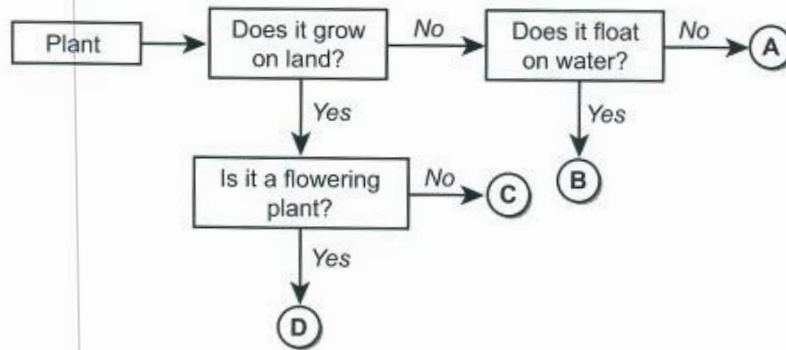 Plant
Does it grow
on land?
No
Does it float
on water?
No
A
Yes
Yes
Is it a flowering
plant?
No
C
B
Yes
D